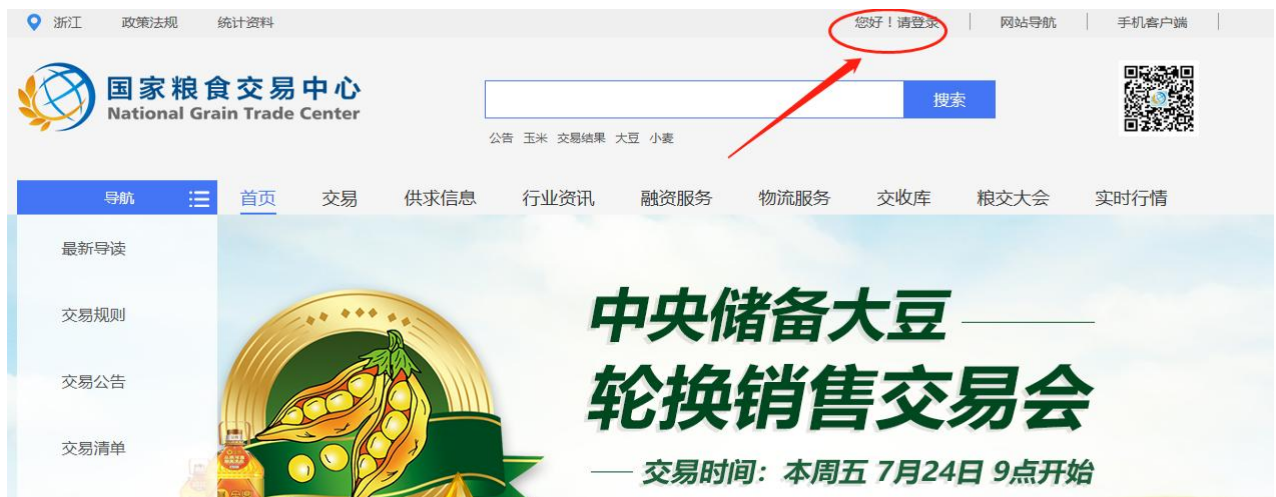 浙江 政策法规 统计资料 您好！请登录 网站导航 手机客户端
国家粮食交易中心
National Grain Trade Center
搜索
公告 玉米 交易结果 大豆 小麦
导航 首页 交易 供求信息 行业资讯 融资服务 物流服务 交收库 粮交大会 实时行情
最新导读
交易规则
交易公告
交易清单
中央储备大豆
轮换销售交易会
交易时间：本周五 7月24日 9点开始